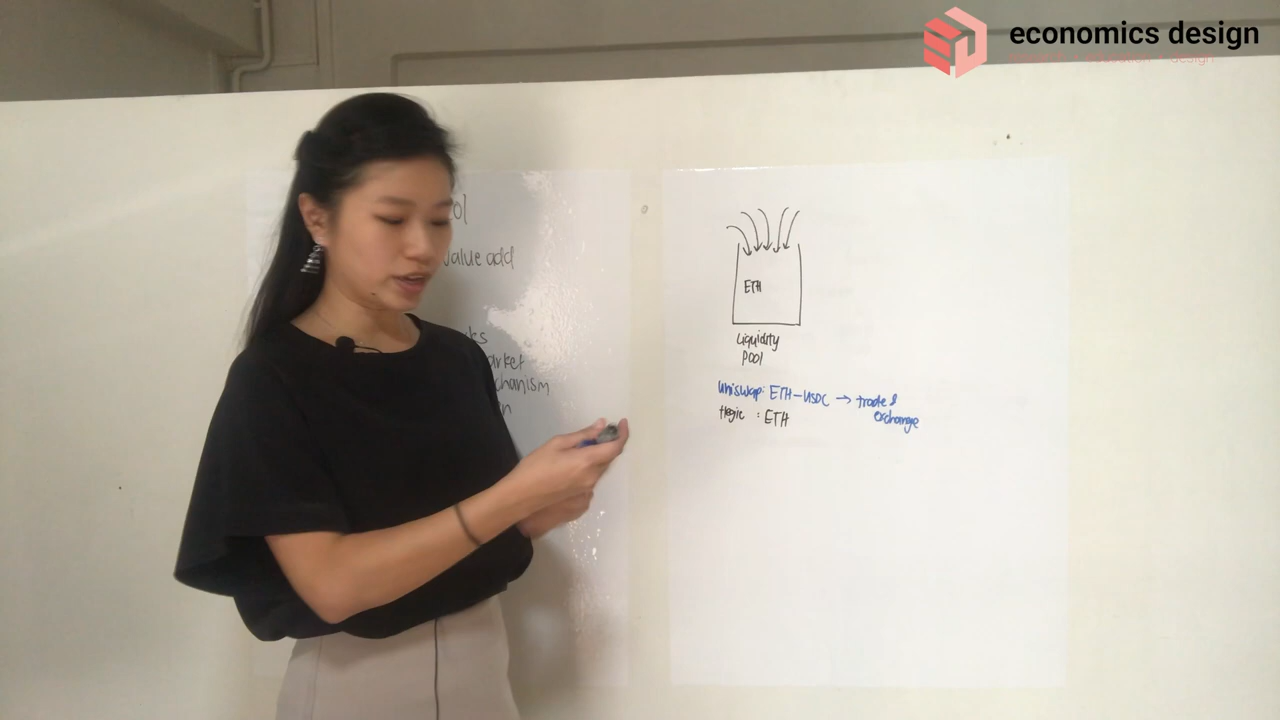 economics design
ol
value add
ks
arket
chanism
n
ETH
Liquidity
Pool
Uniswap: ETH-USDC → trade &
exchange
Hegic : ETH